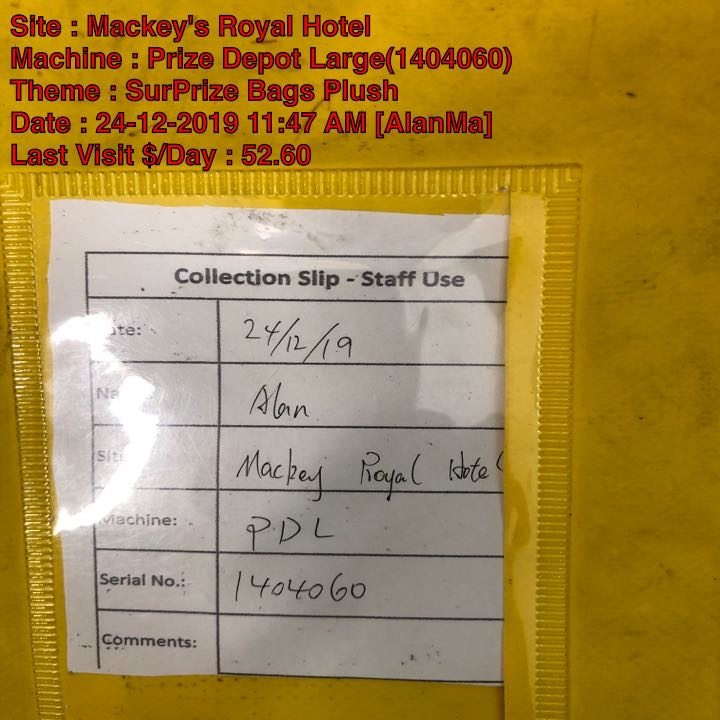 Site : Mackey's Royal Hotel
Machine : Prize Depot Large(1404060)
Theme : SurPrize Bags Plush
Date : 24-12-2019 11:47 AM [AlanMa]
Last Visit $/Day : 52.60
Collection Slip - Staff Use
Date: 24/12/19
Alan
Site Mackey Royal Hotel
Machine: PDL
Serial No.: 1404060
Comments: